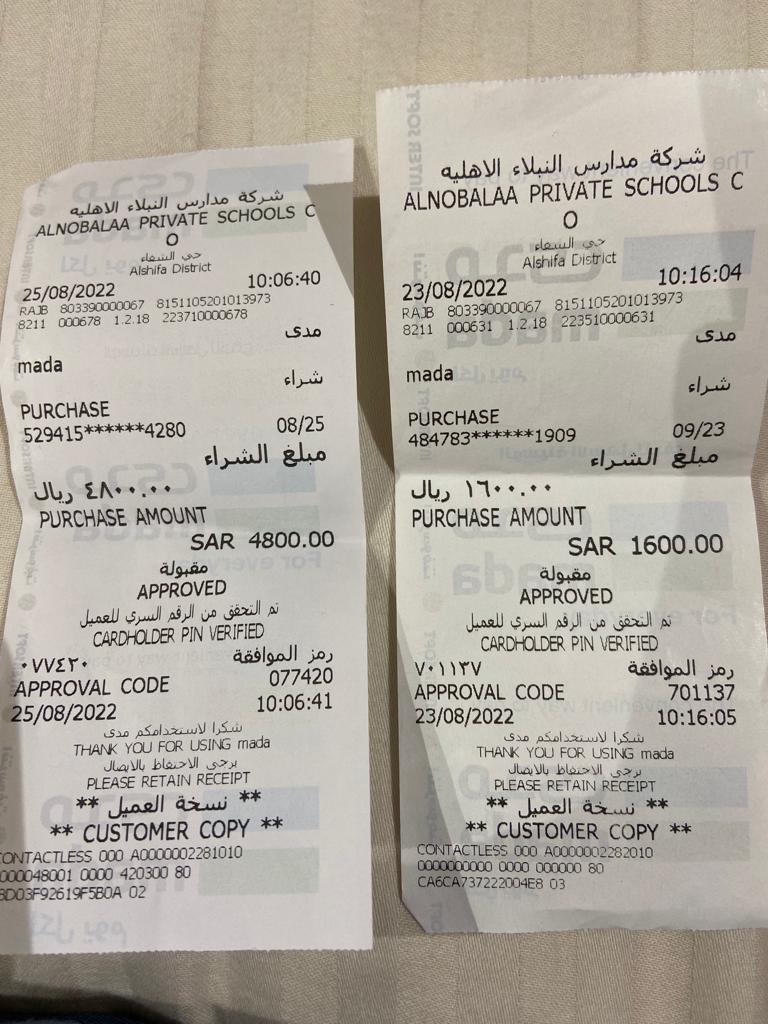 شركة مدارس النبلاء الاهليه
ALNOBALAA PRIVATE SCHOOLS C
O
حي الشفاء
Alshifa District
25/08/2022 10:06:40
RAJB 803390000067 8151105201013973
8211 000678 1.2.18 223710000678
مدى
mada
شراء
PURCHASE
529415******4280 08/25
مبلغ الشراء
٤٨٠٠.٠٠ ريال
PURCHASE AMOUNT
SAR 4800.00
مقبولة
APPROVED
تم التحقق من الرقم السري للعميل
CARDHOLDER PIN VERIFIED
رمز الموافقة
٠٧٧٤٢٠
APPROVAL CODE 077420
25/08/2022 10:06:41
شكرا لاستخدامكم مدى
THANK YOU FOR USING mada
يرجى الاحتفاظ بالايصال
PLEASE RETAIN RECEIPT
** نسخة العميل **
** CUSTOMER COPY **
CONTACTLESS 000 A0000002281010
0000048001 0000 420300 80
8D03F92619F5B0A 02
شركة مدارس النبلاء الاهليه
ALNOBALAA PRIVATE SCHOOLS C
O
حي الشفاء
Alshifa District
23/08/2022 10:16:04
RAJB 803390000067 8151105201013973
8211 000631 1.2.18 223510000631
مدى
mada
شراء
PURCHASE
484783******1909 09/23
مبلغ الشراء
١٦٠٠.٠٠ ريال
PURCHASE AMOUNT
SAR 1600.00
مقبولة
APPROVED
تم التحقق من الرقم السري للعميل
CARDHOLDER PIN VERIFIED
رمز الموافقة
٧٠١١٣٧
APPROVAL CODE 701137
23/08/2022 10:16:05
شكرا لاستخدامكم مدى
THANK YOU FOR USING mada
يرجى الاحتفاظ بالايصال
PLEASE RETAIN RECEIPT
** نسخة العميل **
** CUSTOMER COPY **
CONTACTLESS 000 A0000002282010
0000000000 0000 000000 80
CA6CA737222004E8 03